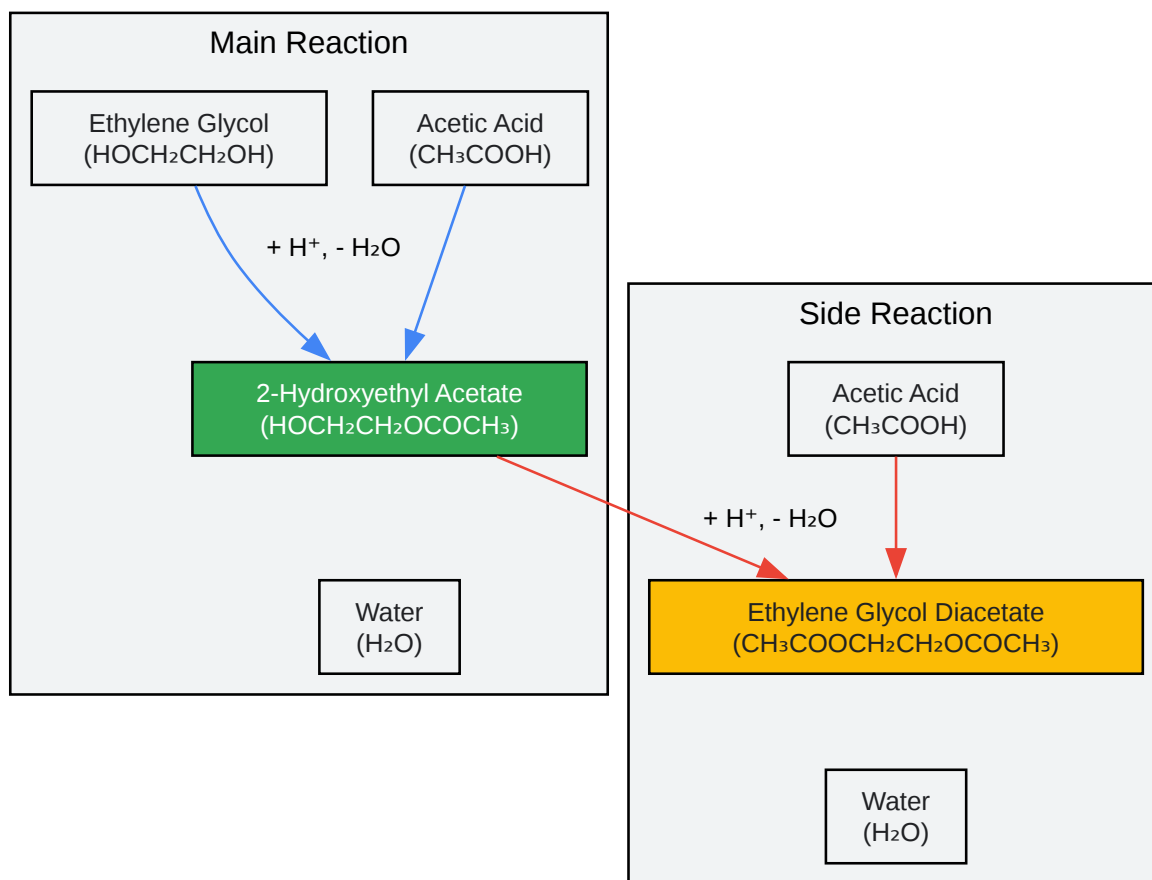 Main Reaction
Ethylene Glycol
(HOCH₂CH₂OH)
Acetic Acid
(CH₃COOH)
+ H⁺, - H₂O
2-Hydroxyethyl Acetate
(HOCH₂CH₂OCOCH₃)
Water
(H₂O)
Side Reaction
Acetic Acid
(CH₃COOH)
+ H⁺, - H₂O
Ethylene Glycol Diacetate
(CH₃COOCH₂CH₂OCOCH₃)
Water
(H₂O)